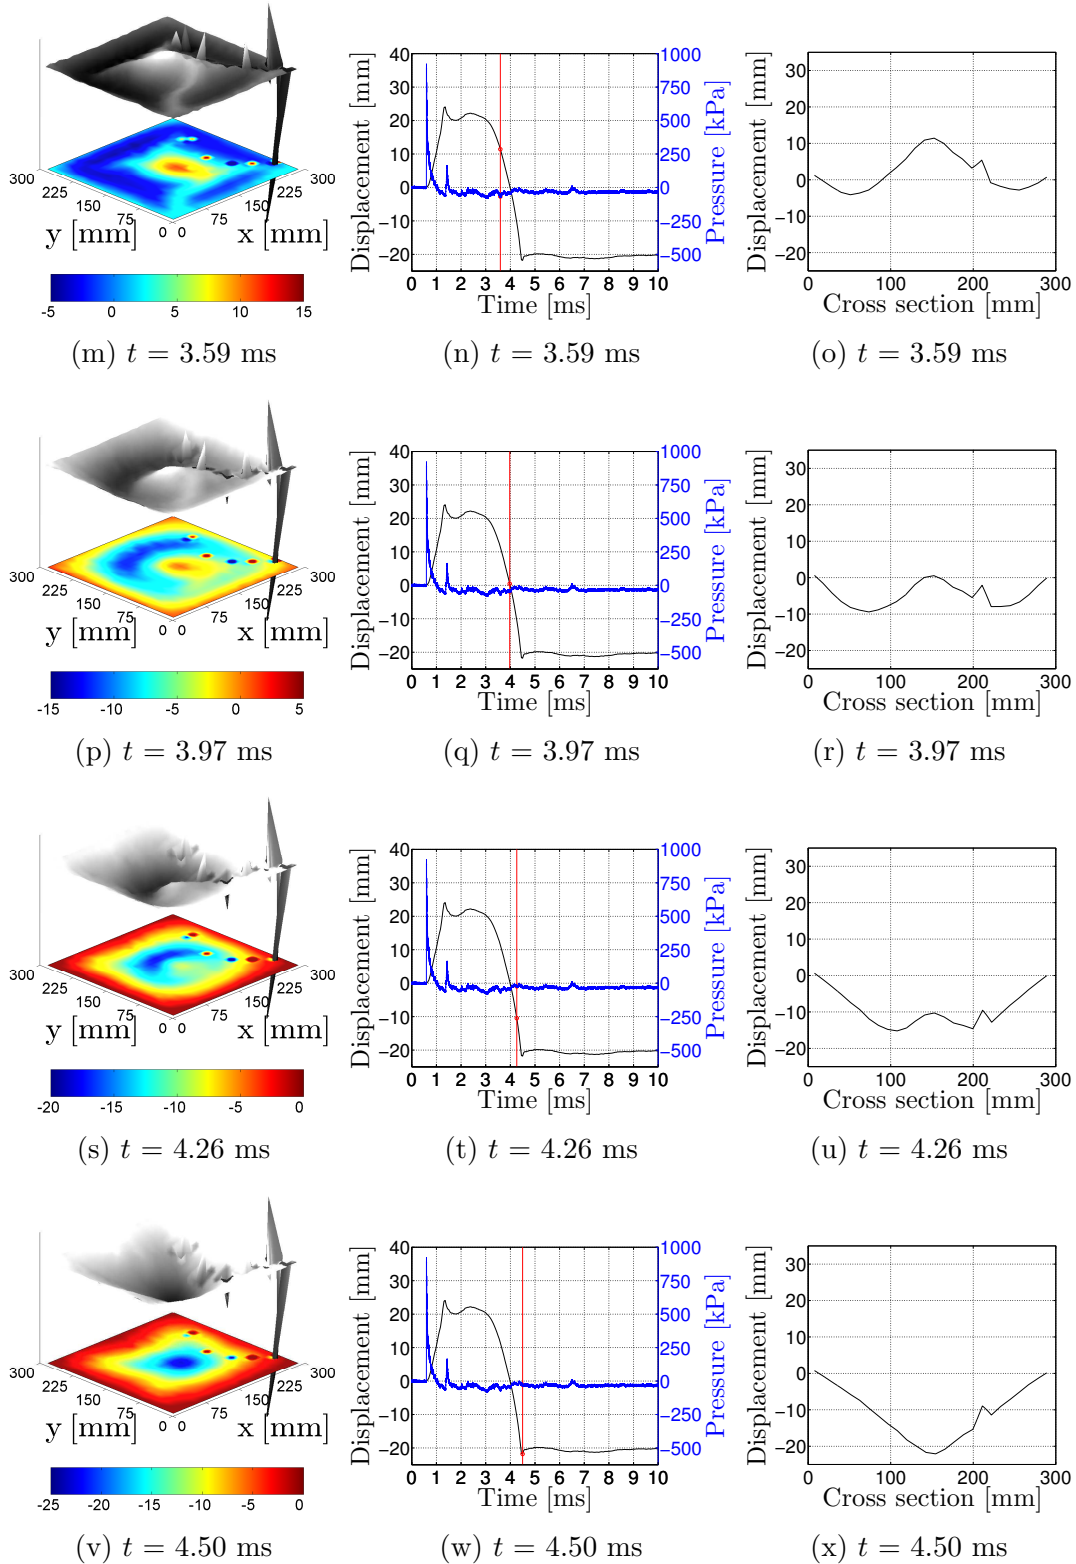 300
225
150
75
0
y [mm]
0
75
150
225
300
x [mm]
-5 0 5 10 15
(m) t = 3.59 ms
Displacement [mm]
40
30
20
10
0
−10
−20
0 1 2 3 4 5 6 7 8 9 10
Time [ms]
1000
750
500
250
0
−250
−500
Pressure [kPa]
(n) t = 3.59 ms
Displacement [mm]
30
20
10
0
−10
−20
0 100 200 300
Cross section [mm]
(o) t = 3.59 ms
300
225
150
75
0
y [mm]
0
75
150
225
300
x [mm]
-15 -10 -5 0 5
(p) t = 3.97 ms
Displacement [mm]
40
30
20
10
0
−10
−20
0 1 2 3 4 5 6 7 8 9 10
Time [ms]
1000
750
500
250
0
−250
−500
Pressure [kPa]
(q) t = 3.97 ms
Displacement [mm]
30
20
10
0
−10
−20
0 100 200 300
Cross section [mm]
(r) t = 3.97 ms
300
225
150
75
0
y [mm]
0
75
150
225
300
x [mm]
-20 -15 -10 -5 0
(s) t = 4.26 ms
Displacement [mm]
40
30
20
10
0
−10
−20
0 1 2 3 4 5 6 7 8 9 10
Time [ms]
1000
750
500
250
0
−250
−500
Pressure [kPa]
(t) t = 4.26 ms
Displacement [mm]
30
20
10
0
−10
−20
0 100 200 300
Cross section [mm]
(u) t = 4.26 ms
300
225
150
75
0
y [mm]
0
75
150
225
300
x [mm]
-25 -20 -15 -10 -5 0
(v) t = 4.50 ms
Displacement [mm]
40
30
20
10
0
−10
−20
0 1 2 3 4 5 6 7 8 9 10
Time [ms]
1000
750
500
250
0
−250
−500
Pressure [kPa]
(w) t = 4.50 ms
Displacement [mm]
30
20
10
0
−10
−20
0 100 200 300
Cross section [mm]
(x) t = 4.50 ms